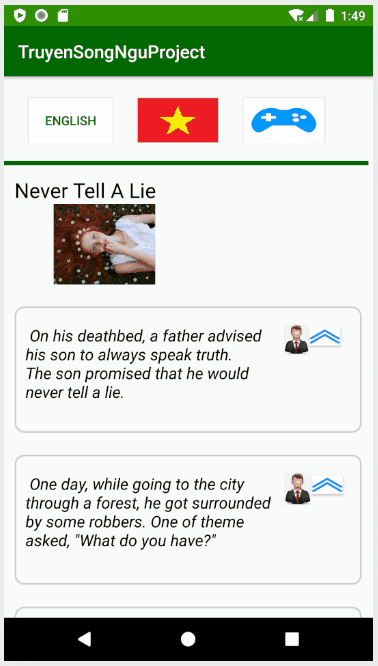 1:49
TruyenSongNguProject
ENGLISH
Never Tell A Lie
On his deathbed, a father advised
his son to always speak truth.
The son promised that he would
never tell a lie.
One day, while going to the city
through a forest, he got surrounded
by some robbers. One of theme
asked, "What do you have?"